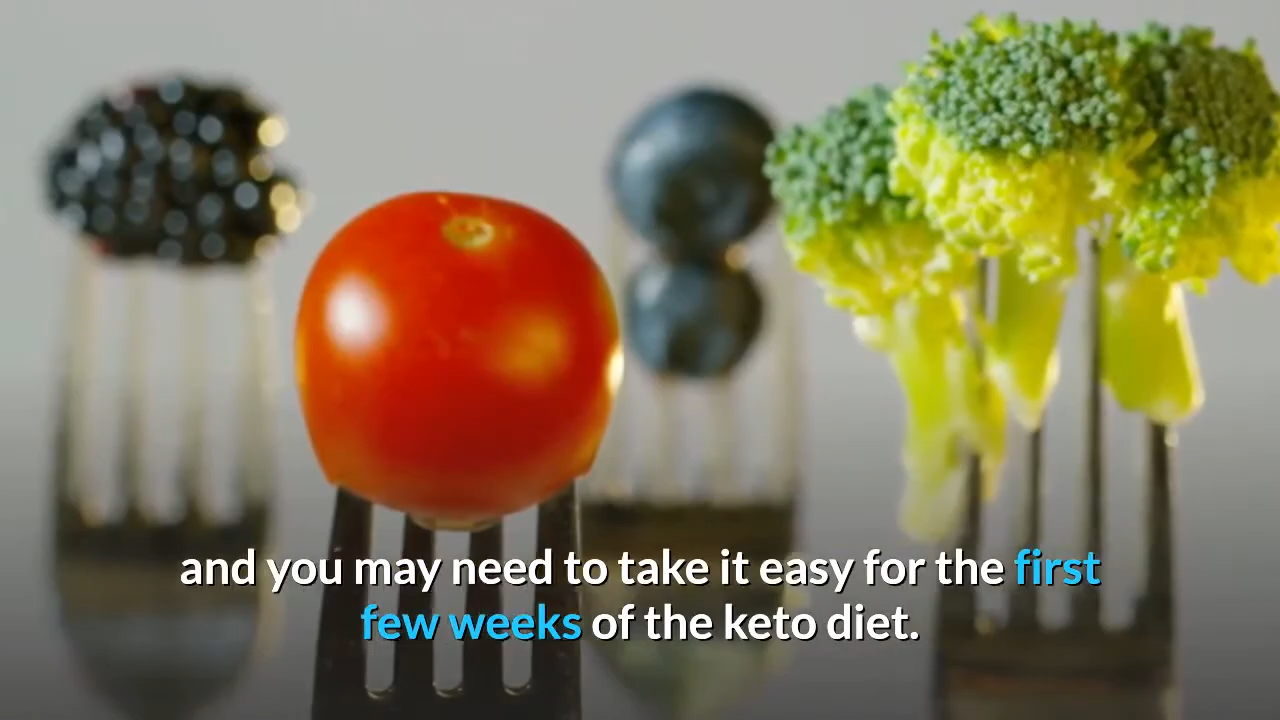 and you may need to take it easy for the first
few weeks of the keto diet.